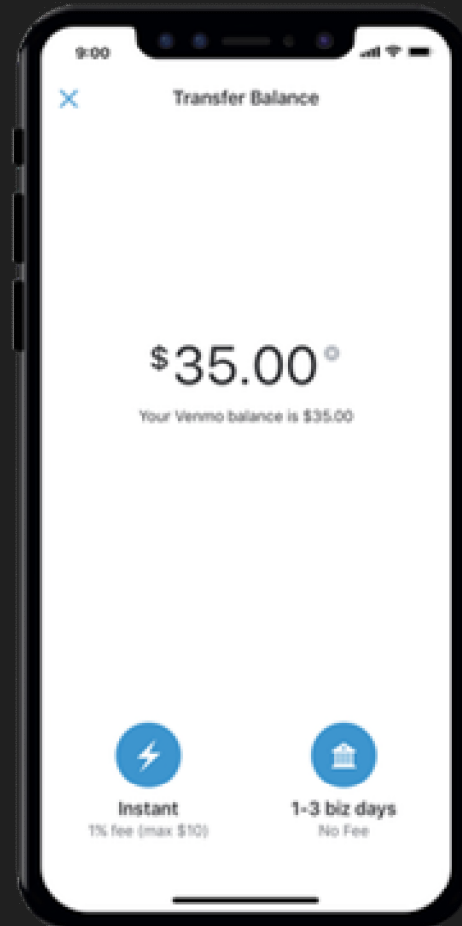 9:00
Transfer Balance
$35.00
Your Venmo balance is $35.00
Instant
1% fee (max $10)
1-3 biz days
No Fee